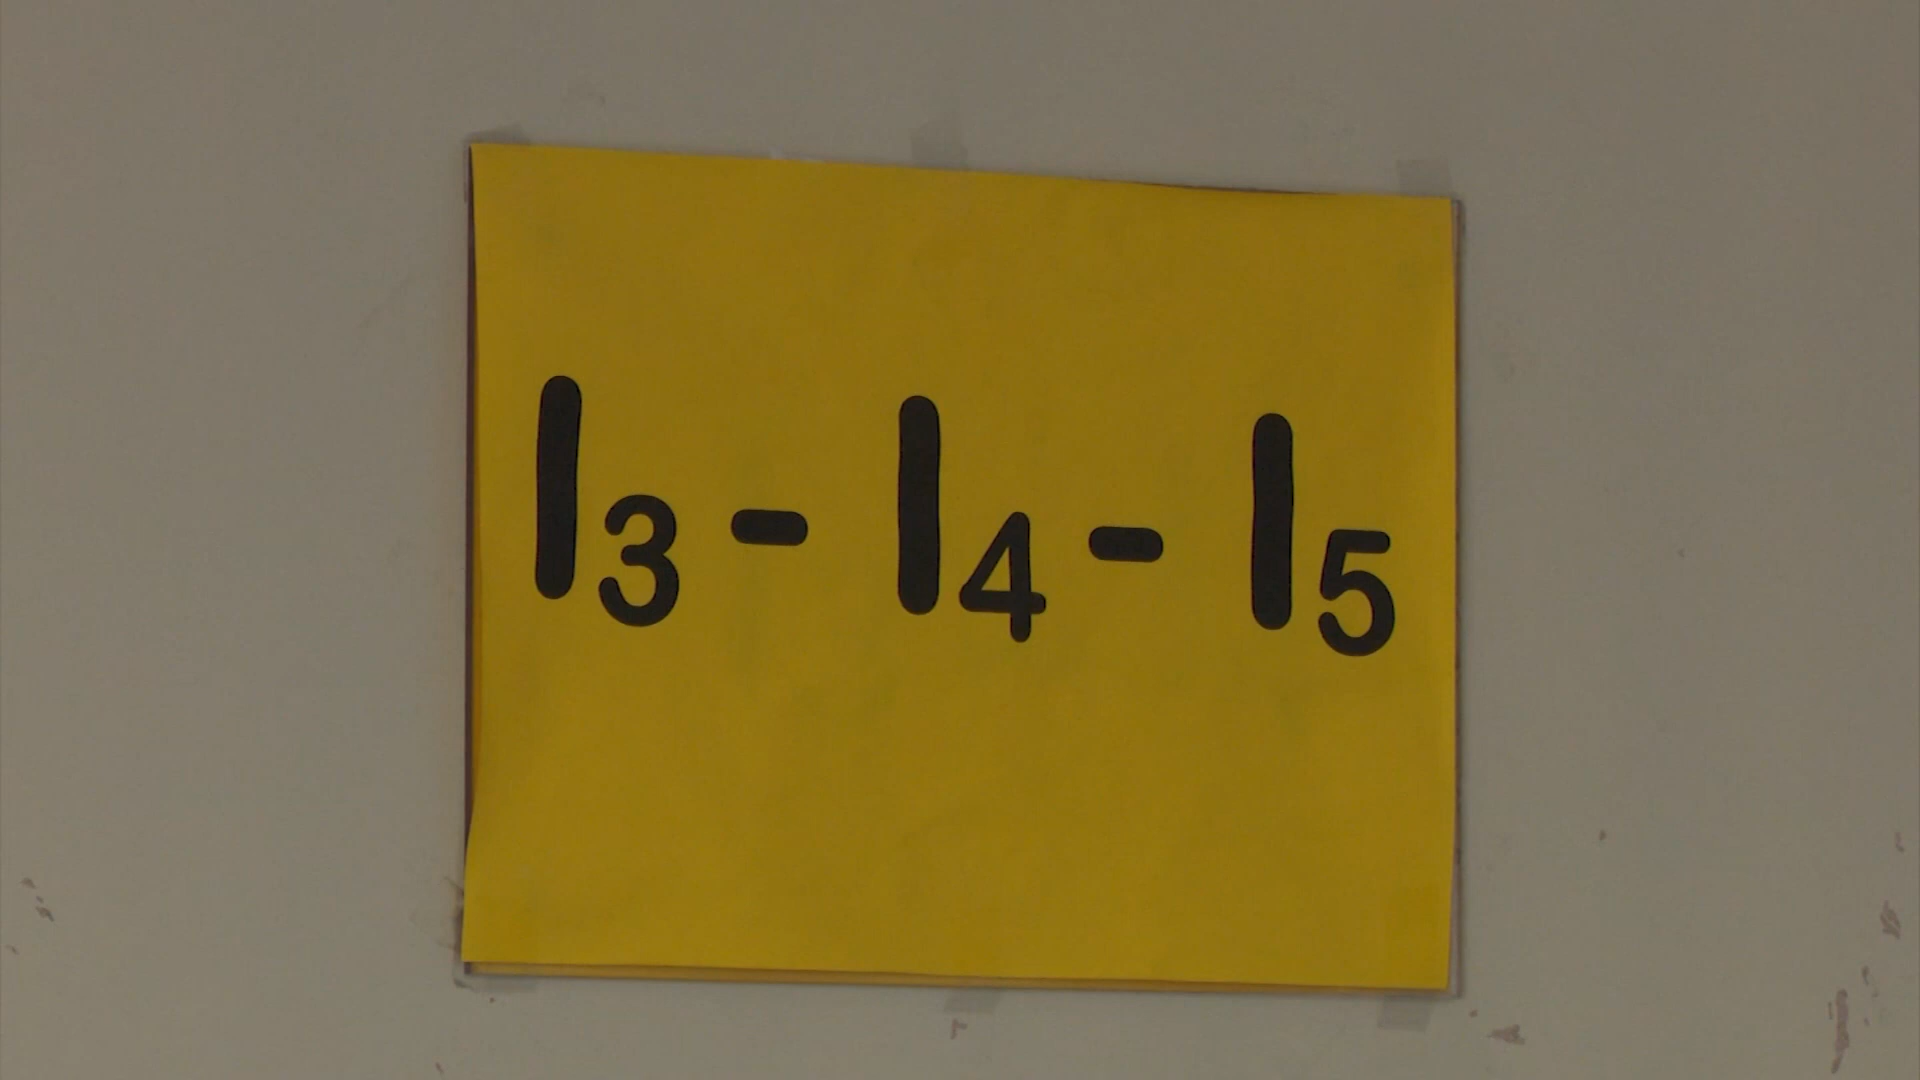 I₃ - I₄ - I₅